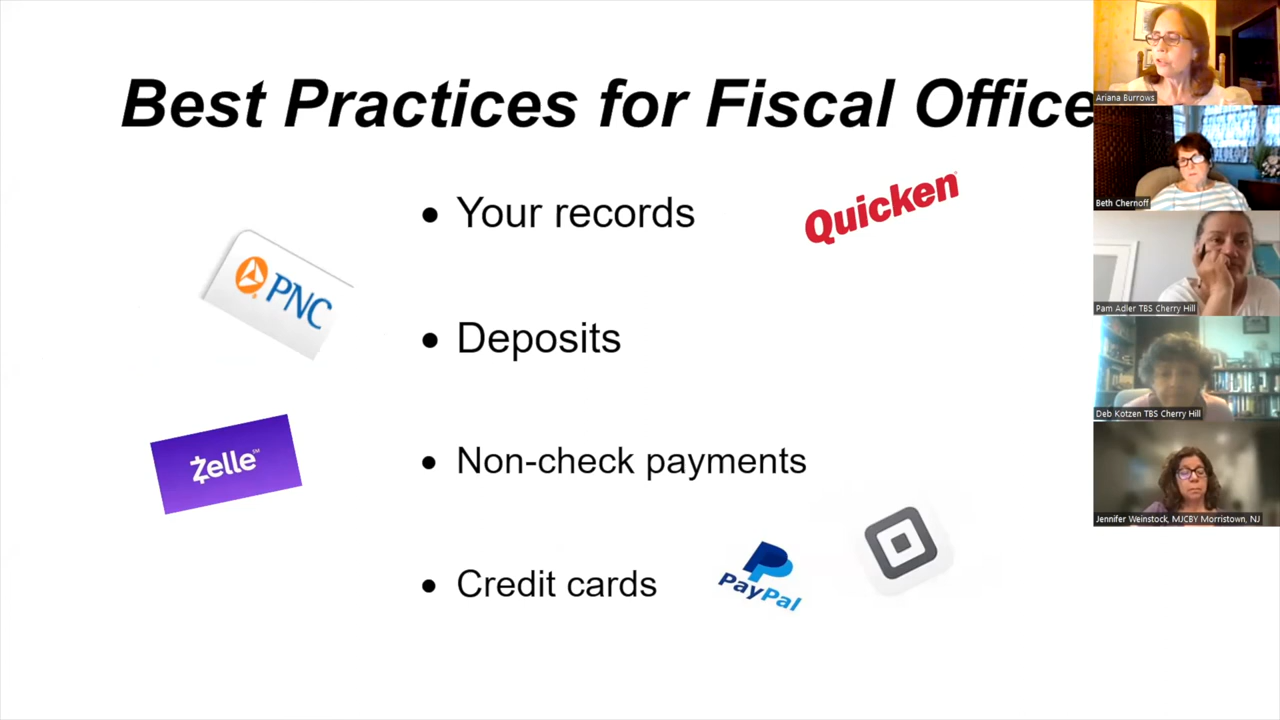 Best Practices for Fiscal Office
Your records
Quicken
PNC
Deposits
Zelle
Non-check payments
Credit cards
PayPal
Ariana Burrows
Beth Chernoff
Pam Adler TBS Cherry Hill
Deb Kotzen TBS Cherry Hill
Jennifer Weinstock, MJCBY Morristown, NJ